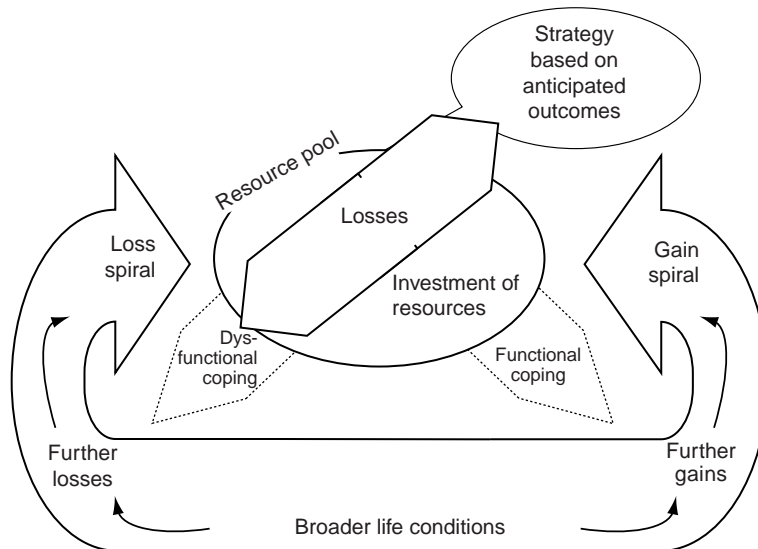 Strategy
based on
anticipated
outcomes
Resource pool
Losses
Loss
spiral
Gain
spiral
Investment of
resources
Dys-
functional
coping
Functional
coping
Further
losses
Further
gains
Broader life conditions